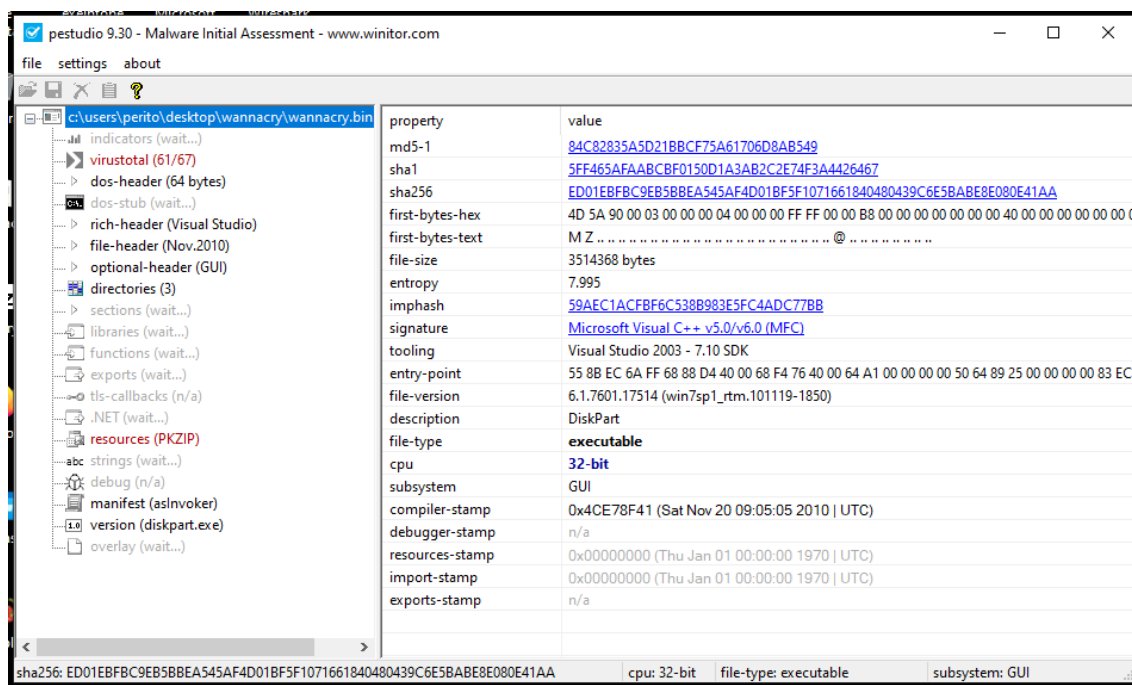 pestudio 9.30 - Malware Initial Assessment - www.winitor.com
file settings about
c:\users\perito\desktop\wannacry\wannacry.bin
indicators (wait...)
virustotal (61/67)
dos-header (64 bytes)
dos-stub (wait...)
rich-header (Visual Studio)
file-header (Nov.2010)
optional-header (GUI)
directories (3)
sections (wait...)
libraries (wait...)
functions (wait...)
exports (wait...)
tls-callbacks (n/a)
.NET (wait...)
resources (PKZIP)
abc strings (wait...)
debug (n/a)
manifest (asInvoker)
1.0 version (diskpart.exe)
overlay (wait...)
property value
md5-1 84C82835A5D21BBCF75A61706D8AB549
sha1 5FF465AFAABCBF0150D1A3AB2C2E74F3A4426467
sha256 ED01EBFBC9EB5BBEA545AF4D01BF5F1071661840480439C6E5BABE8E080E41AA
first-bytes-hex 4D 5A 90 00 03 00 00 00 04 00 00 00 FF FF 00 00 B8 00 00 00 00 00 00 00 40 00 00 00 00 00 00
first-bytes-text M Z .. .. .. .. .. .. .. .. .. .. .. .. .. .. .. .. .. .. .. .. .. .. @ .. .. .. .. .. .. ..
file-size 3514368 bytes
entropy 7.995
imphash 59AEC1ACFBF6C538B983E5FC4ADC77BB
signature Microsoft Visual C++ v5.0/v6.0 (MFC)
tooling Visual Studio 2003 - 7.10 SDK
entry-point 55 8B EC 6A FF 68 88 D4 40 00 68 F4 76 40 00 64 A1 00 00 00 00 50 64 89 25 00 00 00 00 83 EC
file-version 6.1.7601.17514 (win7sp1_rtm.101119-1850)
description DiskPart
file-type executable
cpu 32-bit
subsystem GUI
compiler-stamp 0x4CE78F41 (Sat Nov 20 09:05:05 2010 | UTC)
debugger-stamp n/a
resources-stamp 0x00000000 (Thu Jan 01 00:00:00 1970 | UTC)
import-stamp 0x00000000 (Thu Jan 01 00:00:00 1970 | UTC)
exports-stamp n/a
sha256: ED01EBFBC9EB5BBEA545AF4D01BF5F1071661840480439C6E5BABE8E080E41AA cpu: 32-bit file-type: executable subsystem: GUI